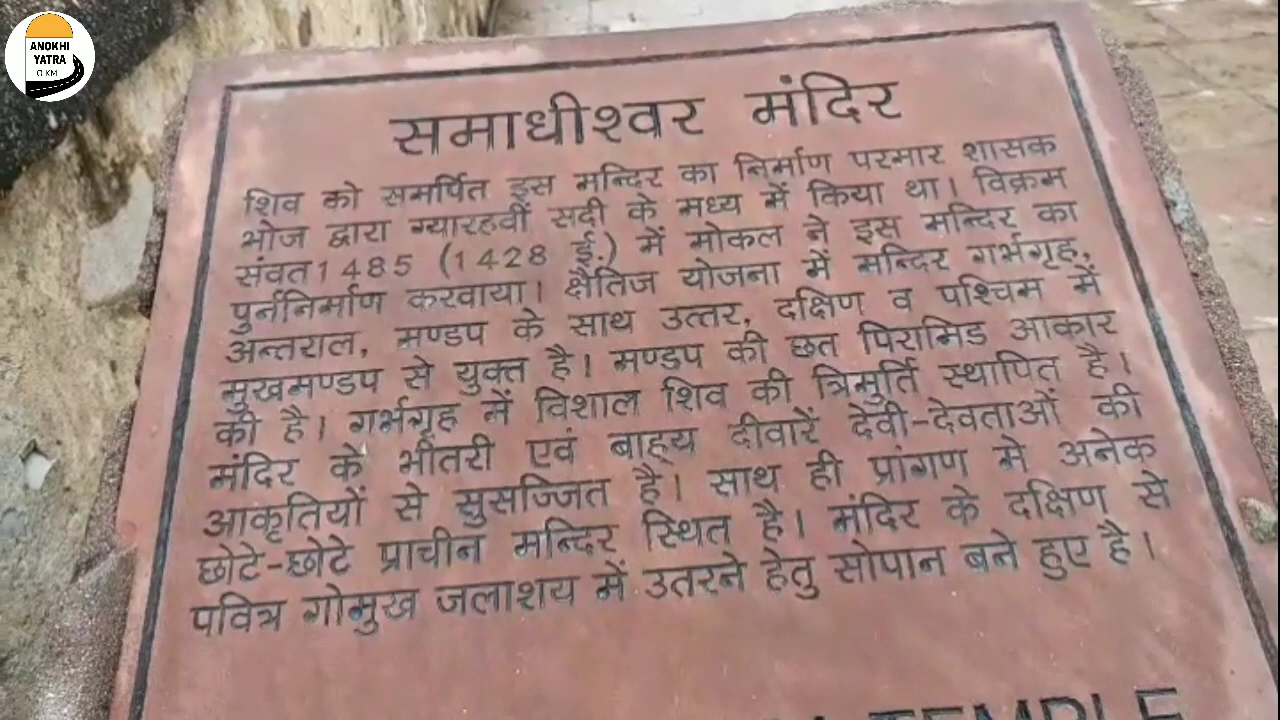 ANOKHI
YATRA
0 KM
समाधीश्वर मंदिर
शिव को समर्पित इस मन्दिर का निर्माण परमार शासक
भोज द्वारा ग्यारहवीं सदी के मध्य में किया था। विक्रम
संवत1485 (1428 ई.) में मोकल ने इस मन्दिर का
पुर्ननिर्माण करवाया। क्षैतिज योजना में मन्दिर गर्भगृह,
अन्तराल, मण्डप के साथ उत्तर, दक्षिण व पश्चिम में
मुखमण्डप से युक्त है। मण्डप की छत पिरामिड आकार
की है। गर्भगृह में विशाल शिव की त्रिमुर्ति स्थापित है।
मंदिर के भीतरी एवं बाह्य दीवारें देवी-देवताओं की
आकृतियों से सुसज्जित है। साथ ही प्रांगण मे अनेक
छोटे-छोटे प्राचीन मन्दिर स्थित है। मंदिर के दक्षिण से
पवित्र गोमुख जलाशय में उतरने हेतु सोपान बने हुए है।
TEMPLE